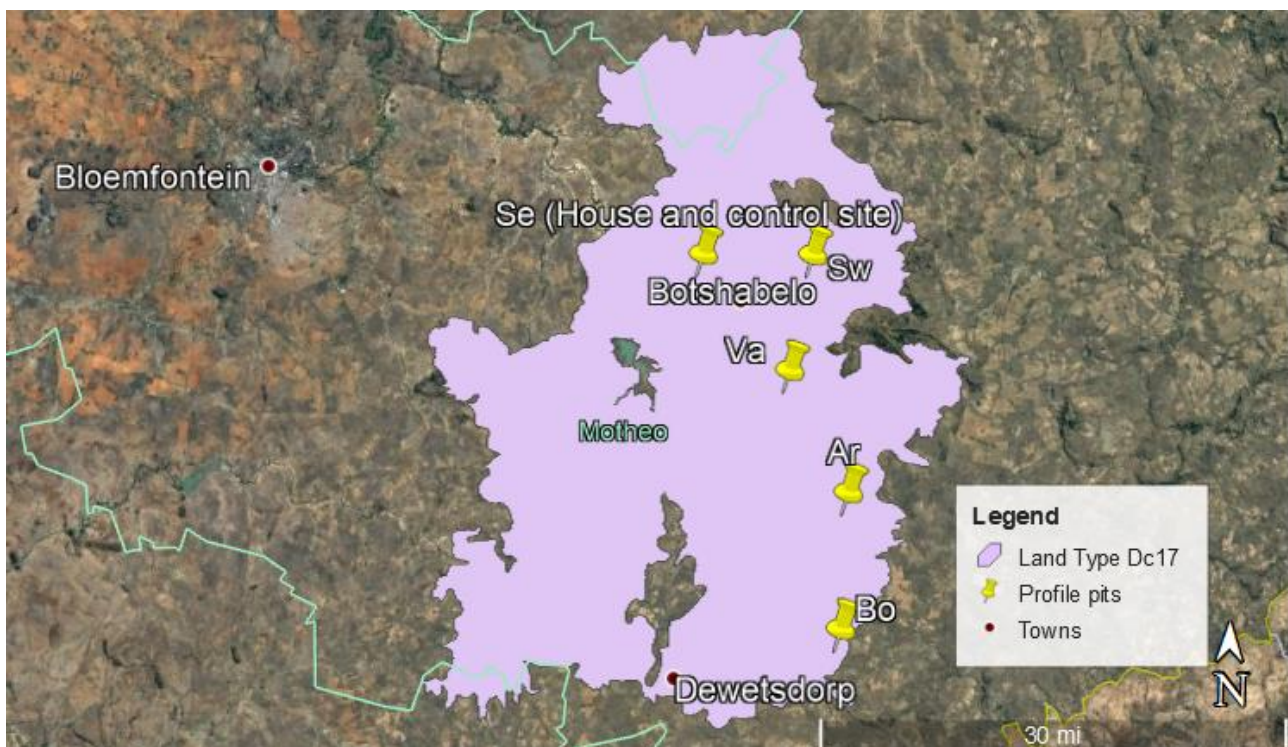 Bloemfontein
Se (House and control site)
Sw
Botshabelo
Va
Motheo
Ar
Bo
Dewetsdorp
Legend
Land Type Dc17
Profile pits
Towns
N
30 mi